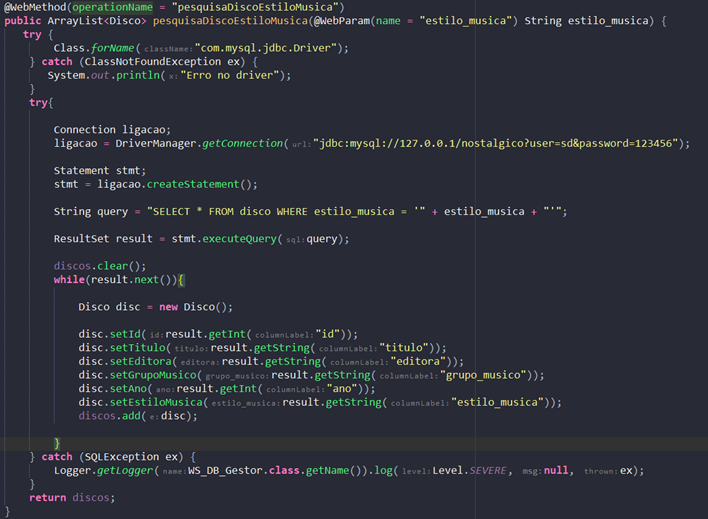 @WebMethod(operationName = "pesquisaDiscoEstiloMusica")
public ArrayList<Disco> pesquisaDiscoEstiloMusica(@WebParam(name = "estilo_musica") String estilo_musica) {
try {
Class.forName( className: "com.mysql.jdbc.Driver");
} catch (ClassNotFoundException ex) {
System.out.println( x: "Erro no driver");
}
try{
Connection ligacao;
ligacao = DriverManager.getConnection( url: "jdbc:mysql://127.0.0.1/nostalgico?user=sd&password=123456");
Statement stmt;
stmt = ligacao.createStatement();
String query = "SELECT * FROM disco WHERE estilo_musica = '" + estilo_musica + "'";
ResultSet result = stmt.executeQuery( sql: query);
discos.clear();
while(result.next()){
Disco disc = new Disco();
disc.setId( id: result.getInt( columnLabel: "id"));
disc.setTitulo( titulo: result.getString( columnLabel: "titulo"));
disc.setEditora( editora: result.getString( columnLabel: "editora"));
disc.setGrupoMusico( grupo_musico: result.getString( columnLabel: "grupo_musico"));
disc.setAno( ano: result.getInt( columnLabel: "ano"));
disc.setEstiloMusica( estilo_musica: result.getString( columnLabel: "estilo_musica"));
discos.add( e: disc);
}
} catch (SQLException ex) {
Logger.getLogger( name: WS_DB_Gestor.class.getName()).log( level: Level.SEVERE, msg: null, thrown: ex);
}
return discos;
}